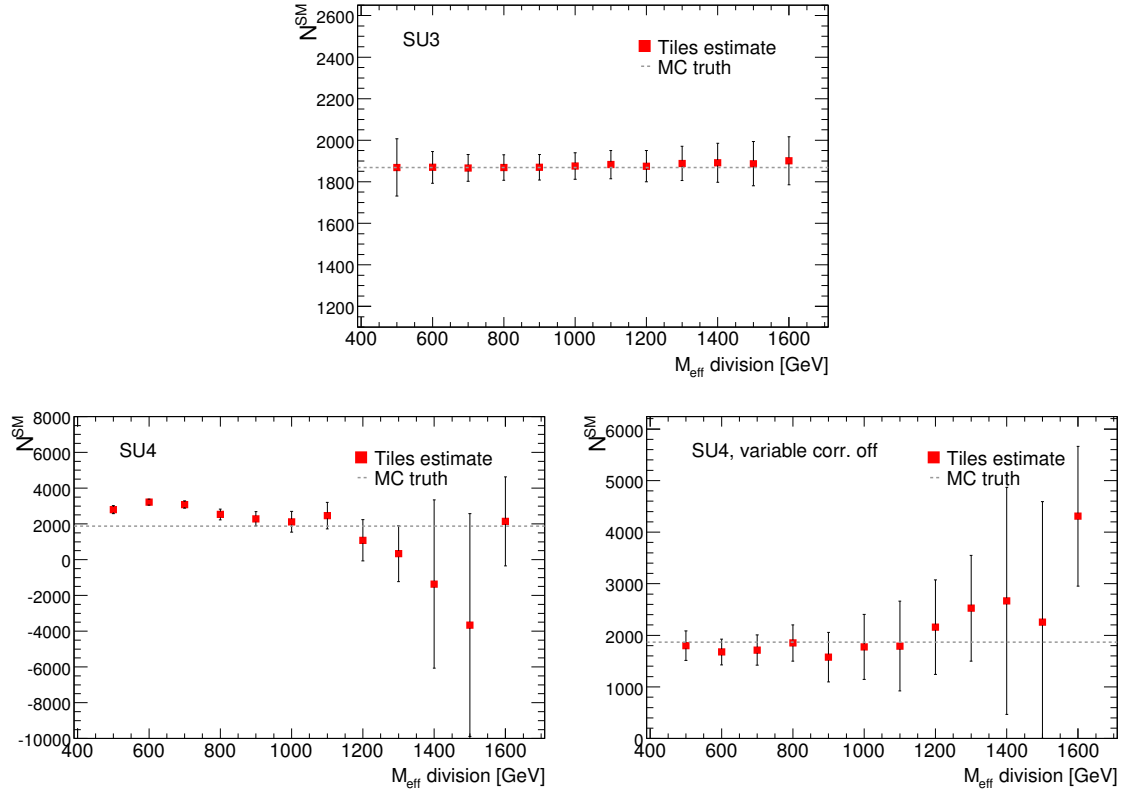 N^SM
SU3
Tiles estimate
MC truth
2600
2400
2200
2000
1800
1600
1400
1200
400 600 800 1000 1200 1400 1600
M_eff division [GeV]
N^SM
SU4
Tiles estimate
MC truth
8000
6000
4000
2000
0
-2000
-4000
-6000
-8000
-10000
400 600 800 1000 1200 1400 1600
M_eff division [GeV]
N^SM
SU4, variable corr. off
Tiles estimate
MC truth
6000
5000
4000
3000
2000
1000
0
400 600 800 1000 1200 1400 1600
M_eff division [GeV]